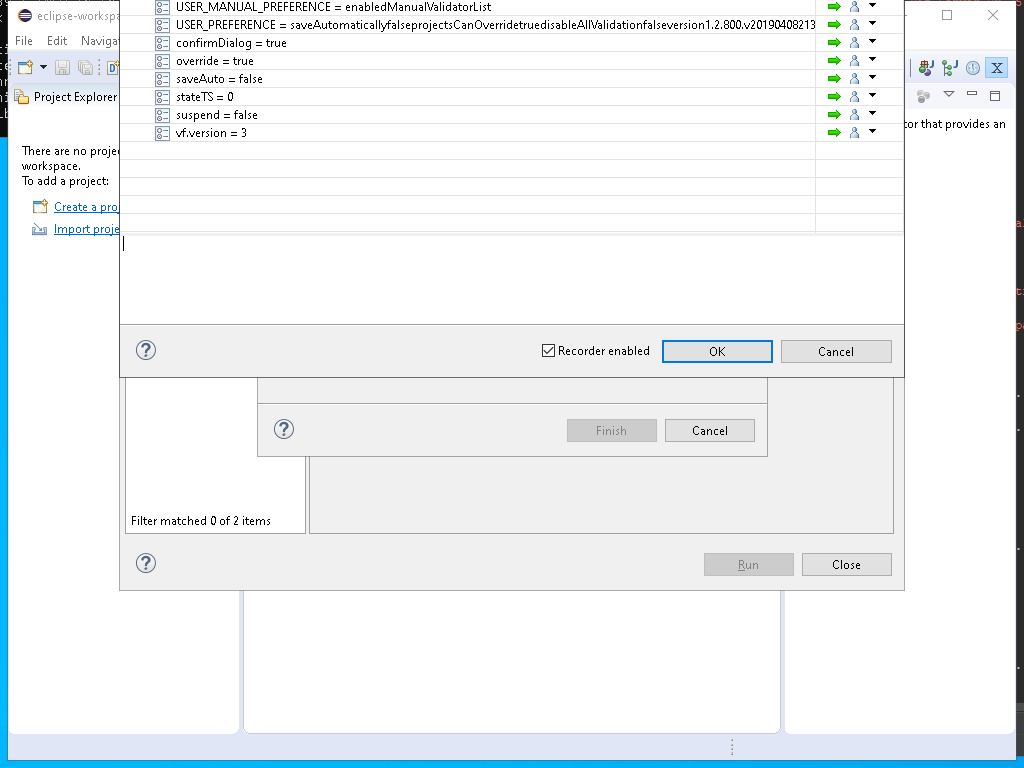 USER_MANUAL_PREFERENCE = enabledManualValidatorList
eclipse-workspa
USER_PREFERENCE = saveAutomaticallyfalseprojectsCanOverridetruedisableAllValidationfalseversion1.2.800.v20190408213
File Edit Navigat
confirmDialog = true
override = true
saveAuto = false
Project Explorer
stateTS = 0
suspend = false
tor that provides an
vf.version = 3
There are no projec
workspace.
To add a project:
Create a proj
Import proje
Recorder enabled
OK
Cancel
Finish
Cancel
Filter matched 0 of 2 items
Run
Close